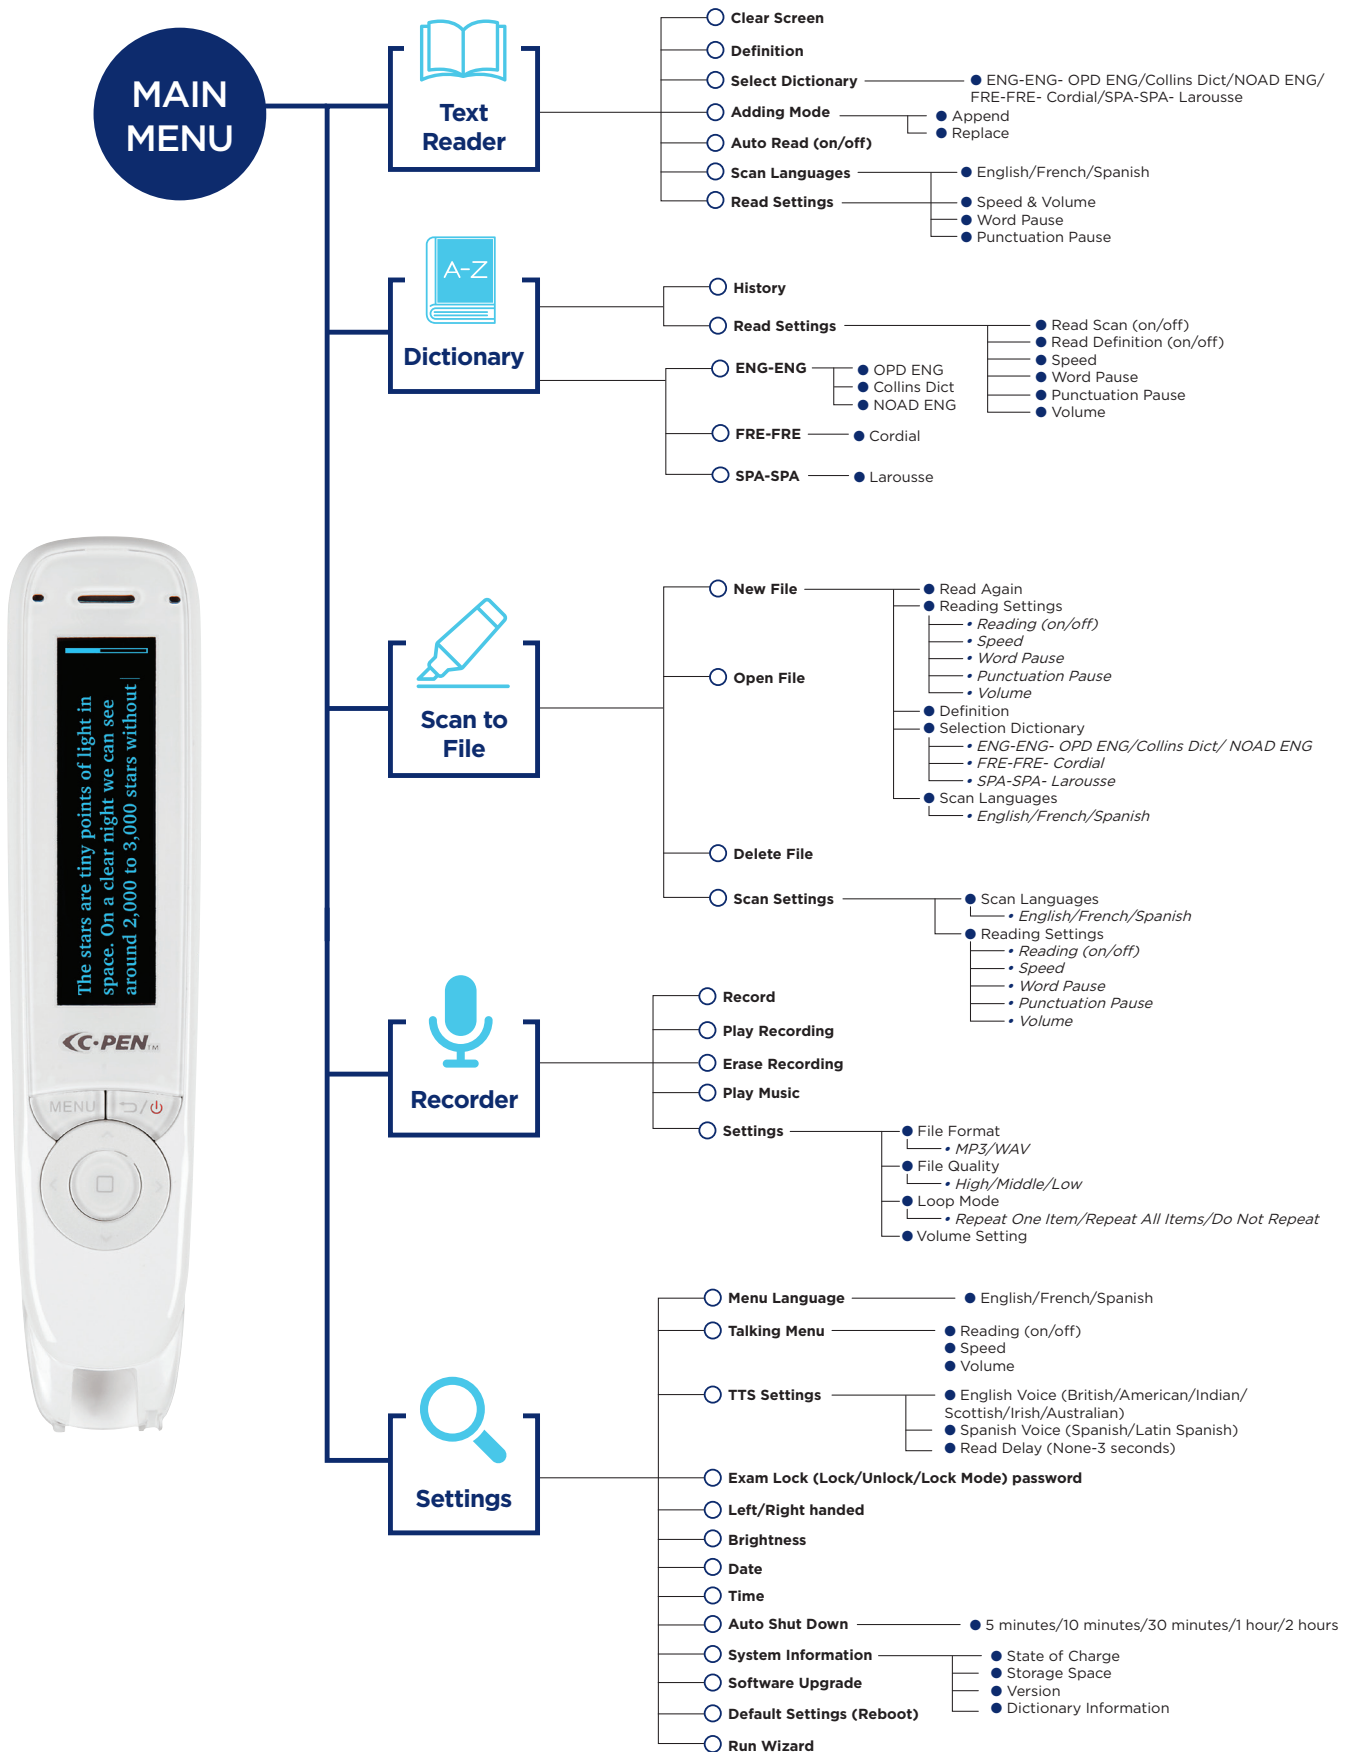 MAIN
MENU
Text
Reader
Clear Screen
Definition
Select Dictionary
ENG-ENG- OPD ENG/Collins Dict/NOAD ENG/
FRE-FRE- Cordial/SPA-SPA- Larousse
Adding Mode
Append
Replace
Auto Read (on/off)
Scan Languages
English/French/Spanish
Read Settings
Speed & Volume
Word Pause
Punctuation Pause
A-Z
Dictionary
History
Read Settings
Read Scan (on/off)
Read Definition (on/off)
Speed
Word Pause
Punctuation Pause
Volume
ENG-ENG
OPD ENG
Collins Dict
NOAD ENG
FRE-FRE
Cordial
SPA-SPA
Larousse
Scan to
File
New File
Read Again
Reading Settings
• Reading (on/off)
• Speed
• Word Pause
• Punctuation Pause
• Volume
Definition
Selection Dictionary
• ENG-ENG- OPD ENG/Collins Dict/ NOAD ENG
• FRE-FRE- Cordial
• SPA-SPA- Larousse
Scan Languages
• English/French/Spanish
Open File
Delete File
Scan Settings
Scan Languages
• English/French/Spanish
Reading Settings
• Reading (on/off)
• Speed
• Word Pause
• Punctuation Pause
• Volume
The stars are tiny points of light in
space. On a clear night we can see
around 2,000 to 3,000 stars without
C·PEN™
MENU
Recorder
Record
Play Recording
Erase Recording
Play Music
Settings
File Format
• MP3/WAV
File Quality
• High/Middle/Low
Loop Mode
• Repeat One Item/Repeat All Items/Do Not Repeat
Volume Setting
Settings
Menu Language
English/French/Spanish
Talking Menu
Reading (on/off)
Speed
Volume
TTS Settings
English Voice (British/American/Indian/
Scottish/Irish/Australian)
Spanish Voice (Spanish/Latin Spanish)
Read Delay (None-3 seconds)
Exam Lock (Lock/Unlock/Lock Mode) password
Left/Right handed
Brightness
Date
Time
Auto Shut Down
5 minutes/10 minutes/30 minutes/1 hour/2 hours
System Information
State of Charge
Storage Space
Version
Dictionary Information
Software Upgrade
Default Settings (Reboot)
Run Wizard